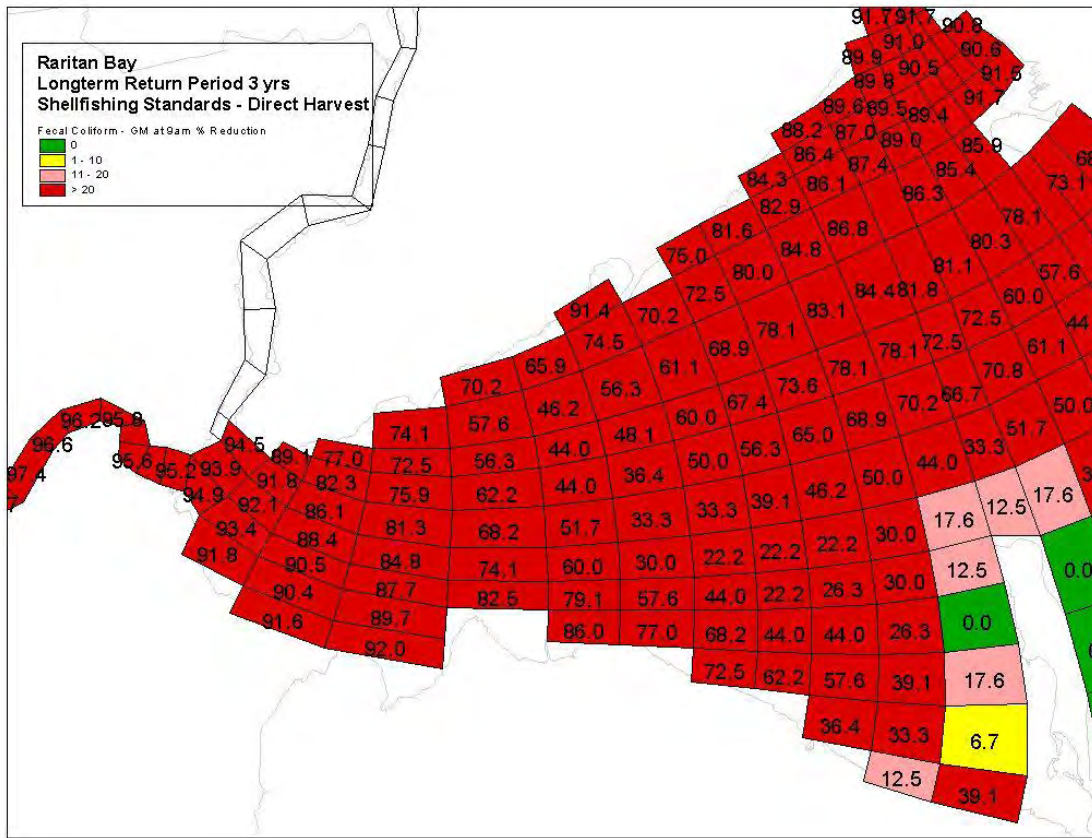 Raritan Bay
Longterm Return Period 3 yrs
Shellfishing Standards - Direct Harvest
Fecal Coliform - GM at 9am % Reduction
0
1 - 10
11 - 20
> 20
91.7 91.7 90.8
89.9 91.0 90.6
89.8 90.5 91.5
89.6 89.5 89.4 91.7
88.2 87.0 89.0 85.9
86.4 87.4 85.4
84.3 86.1 86.3 73.1
82.9 86.8 78.1
81.6 84.8 80.3
75.0 80.0 81.1 57.6
72.5 84.4 81.8 60.0
91.4 70.2 83.1 72.5 44
74.5 78.1 72.5 61.1
65.9 61.1 68.9 78.1 70.8
70.2 56.3 73.6 78.1 66.7 50.0
57.6 46.2 60.0 67.4 70.2 51.7
74.1 48.1 65.0 68.9 33.3
96.2 95.8
96.6 94.5 89.1 77.0 72.5 56.3 44.0 36.4 50.0 56.3 50.0 44.0
97.4 95.6 95.2 93.9 91.8 82.3 75.9 62.2 44.0 33.3 39.1 46.2 17.6 12.5 17.6
94.9 92.1 86.1 81.3 68.2 51.7 33.3 22.2 22.2 30.0
93.4 88.4 84.8 74.1 60.0 30.0 22.2 22.2 26.3 30.0 12.5 0.0
91.8 90.5 87.7 82.5 79.1 57.6 44.0
90.4 89.7 86.0 77.0 68.2 44.0 44.0 26.3 0.0
91.6 92.0 72.5 62.2 57.6 39.1 17.6
36.4 33.3 6.7
12.5 39.1